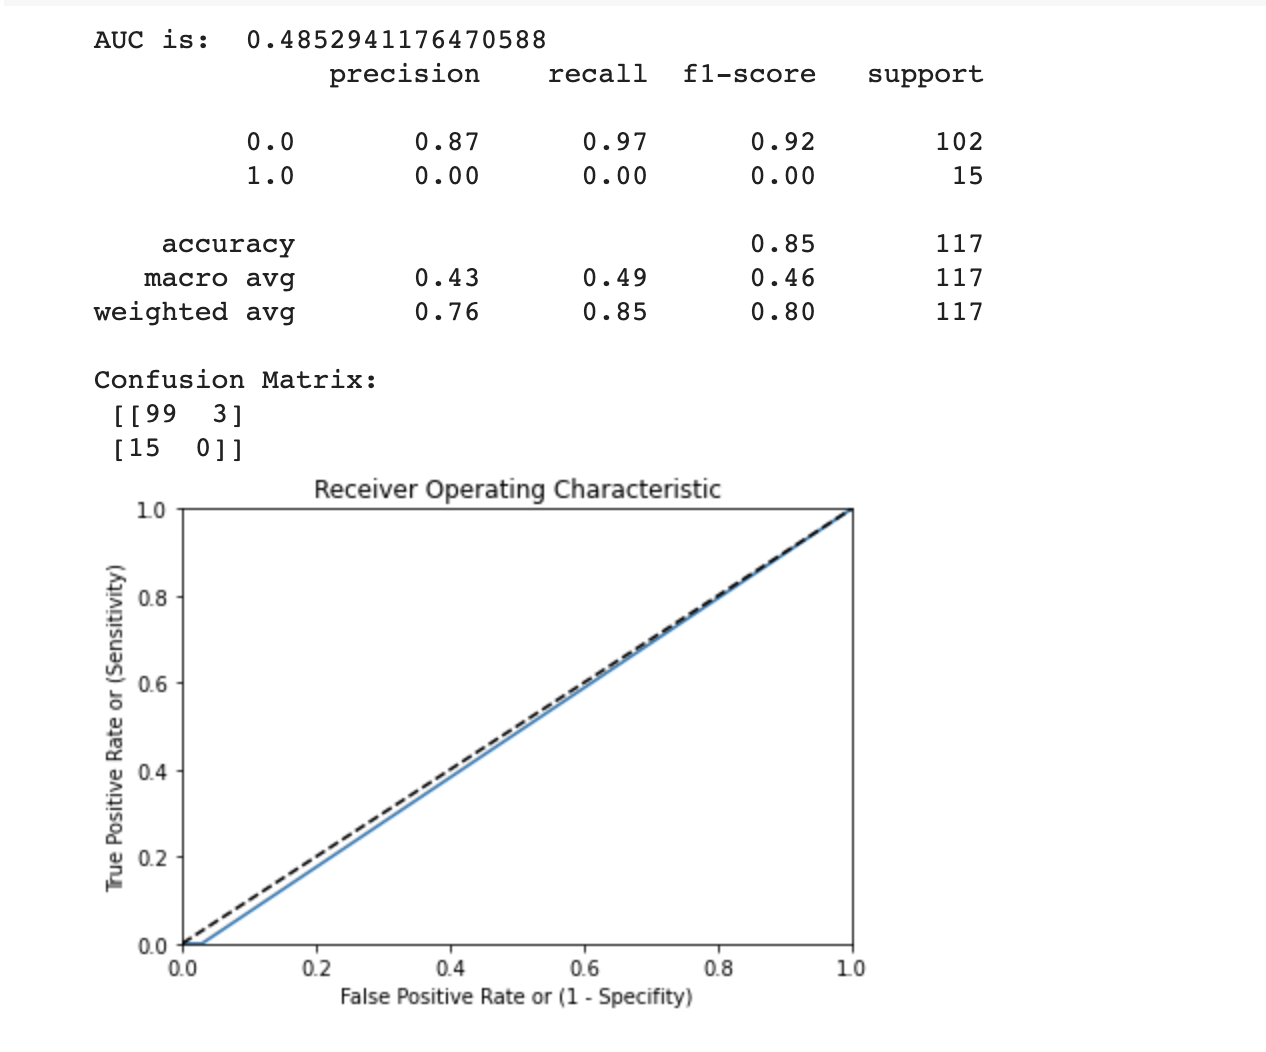 AUC is: 0.4852941176470588
precision recall f1-score support
0.0 0.87 0.97 0.92 102
1.0 0.00 0.00 0.00 15
accuracy 0.85 117
macro avg 0.43 0.49 0.46 117
weighted avg 0.76 0.85 0.80 117
Confusion Matrix:
[[99 3]
[15 0]]
Receiver Operating Characteristic
1.0
0.8
0.6
0.4
0.2
0.0
True Positive Rate or (Sensitivity)
0.0 0.2 0.4 0.6 0.8 1.0
False Positive Rate or (1 - Specifity)